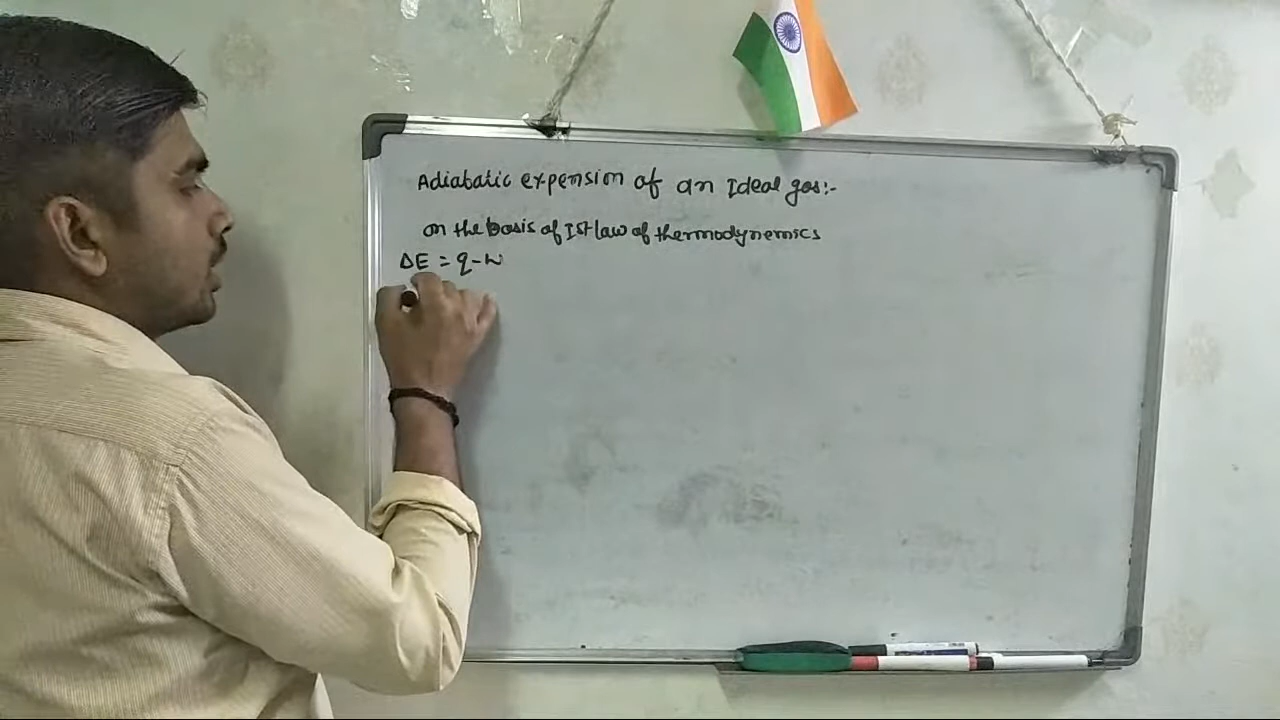 Adiabatic expension of an Ideal gas:-
on the basis of Ist law of thermodynemics
ΔE = q-w